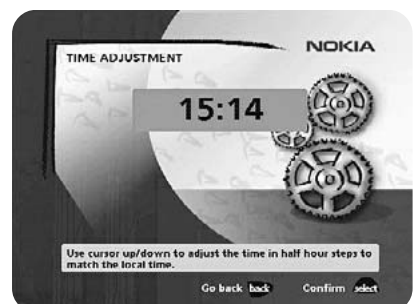 NOKIA
TIME ADJUSTMENT
15:14
Use cursor up/down to adjust the time in half hour steps to
match the local time.
Go back back Confirm select